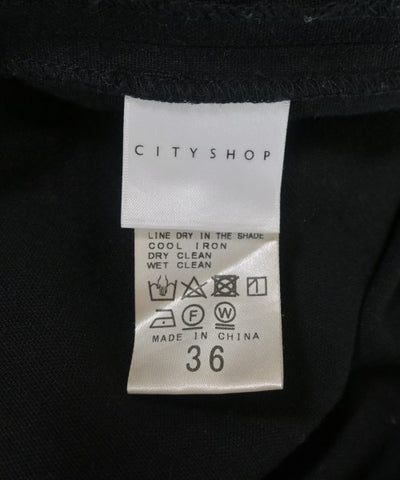 CITYSHOP
LINE DRY IN THE SHADE
COOL IRON
DRY CLEAN
WET CLEAN
F W
MADE IN CHINA
36